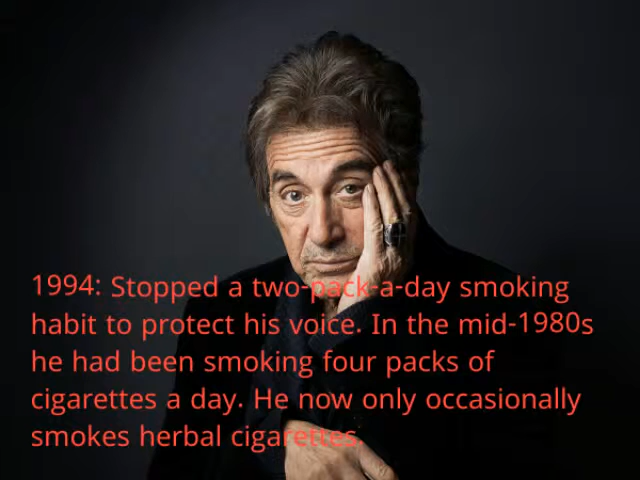 1994: Stopped a two-pack-a-day smoking
habit to protect his voice. In the mid-1980s
he had been smoking four packs of
cigarettes a day. He now only occasionally
smokes herbal cigarettes.